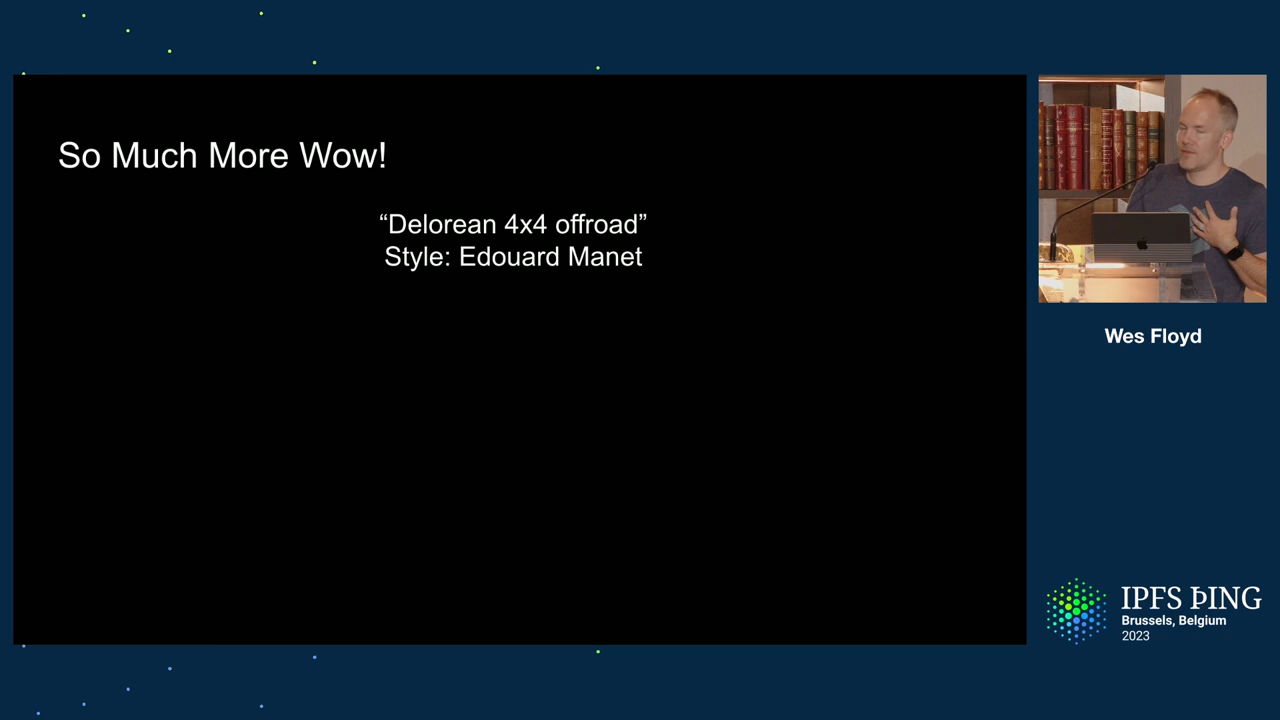 So Much More Wow!
“Delorean 4x4 offroad”
Style: Edouard Manet
Wes Floyd
IPFS ÞING
Brussels, Belgium
2023